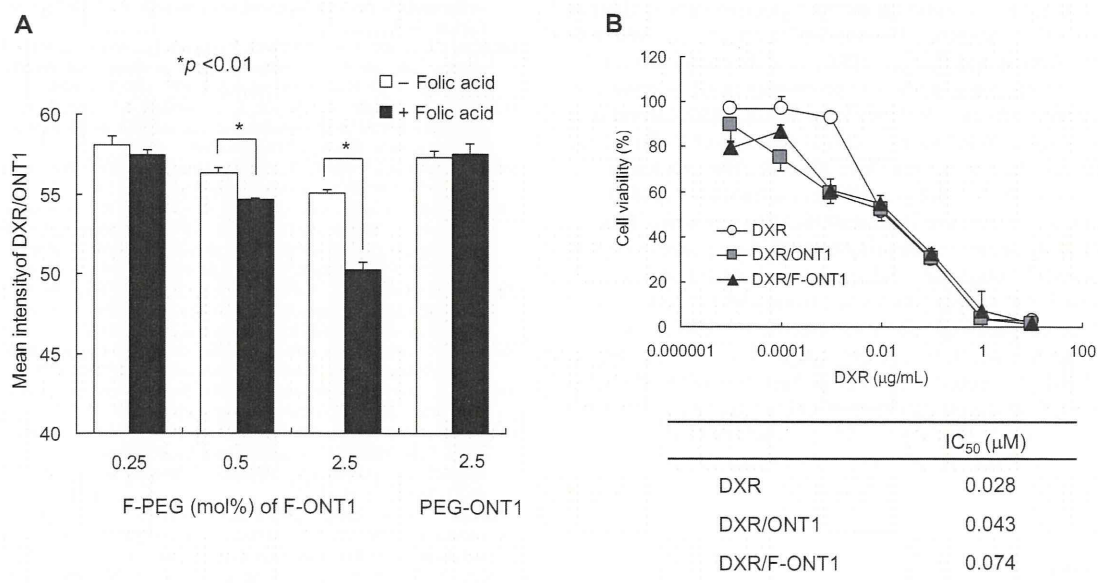 A
*p <0.01
– Folic acid
+ Folic acid
Mean intensityof DXR/ONT1
60
55
50
45
40
*
*
0.25
0.5
2.5
2.5
F-PEG (mol%) of F-ONT1
PEG-ONT1
B
Cell viability (%)
120
100
80
60
40
20
0
DXR
DXR/ONT1
DXR/F-ONT1
0.000001
0.0001
0.01
1
100
DXR (μg/mL)
IC50 (μM)
DXR 0.028
DXR/ONT1 0.043
DXR/F-ONT1 0.074